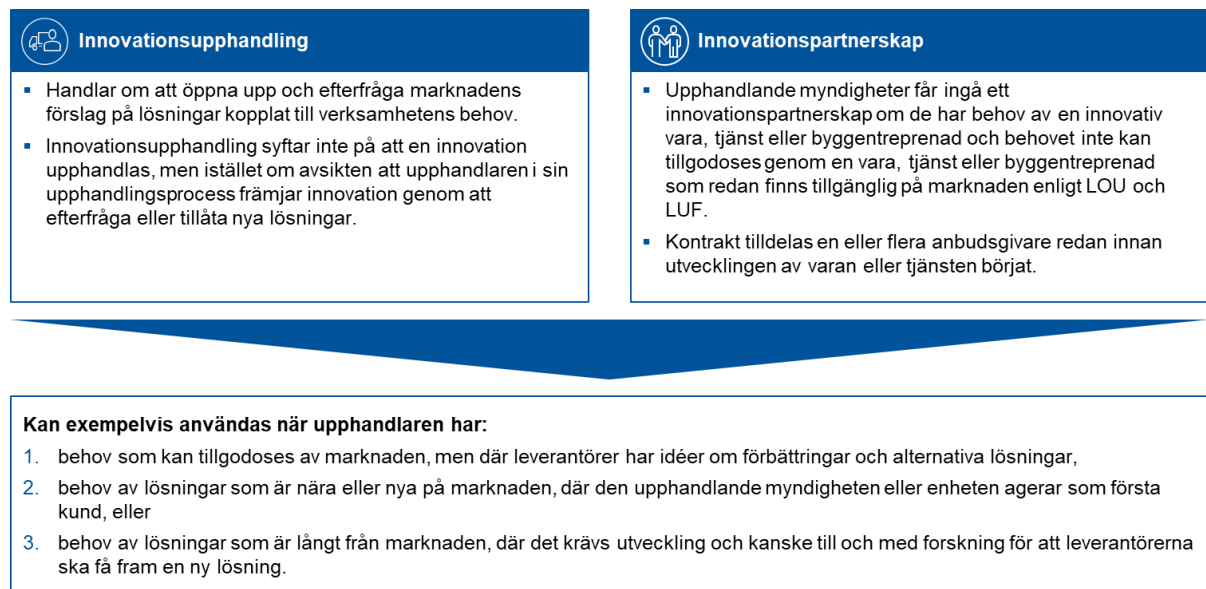 Innovationsupphandling
▪ Handlar om att öppna upp och efterfråga marknadens
förslag på lösningar kopplat till verksamhetens behov.
▪ Innovationsupphandling syftar inte på att en innovation
upphandlas, men istället om avsikten att upphandlaren i sin
upphandlingsprocess främjar innovation genom att
efterfråga eller tillåta nya lösningar.
Innovationspartnerskap
▪ Upphandlande myndigheter får ingå ett
innovationspartnerskap om de har behov av en innovativ
vara, tjänst eller byggentreprenad och behovet inte kan
tillgodoses genom en vara, tjänst eller byggentreprenad
som redan finns tillgänglig på marknaden enligt LOU och
LUF.
▪ Kontrakt tilldelas en eller flera anbudsgivare redan innan
utvecklingen av varan eller tjänsten börjat.
Kan exempelvis användas när upphandlaren har:
1. behov som kan tillgodoses av marknaden, men där leverantörer har idéer om förbättringar och alternativa lösningar,
2. behov av lösningar som är nära eller nya på marknaden, där den upphandlande myndigheten eller enheten agerar som första
kund, eller
3. behov av lösningar som är långt från marknaden, där det krävs utveckling och kanske till och med forskning för att leverantörerna
ska få fram en ny lösning.